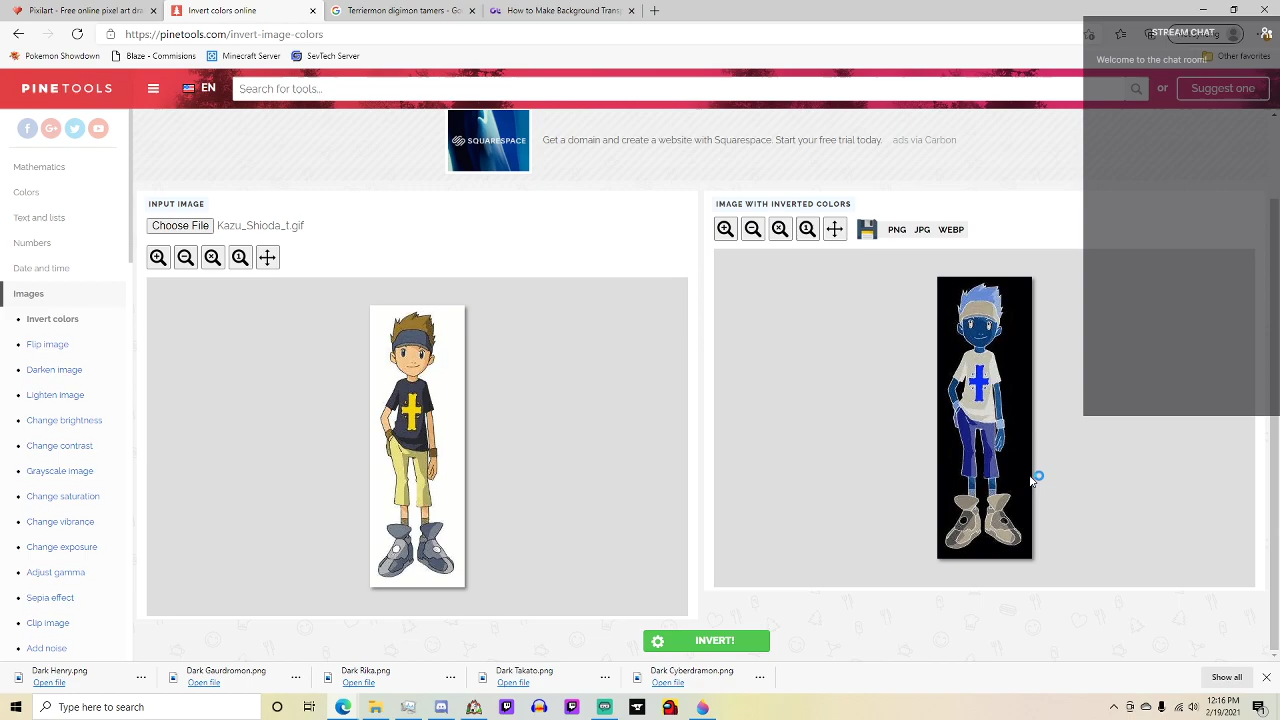 Pixilart - Free online pixel art d
Invert colors online
Terriermon digimon tamers - Go
How to Make Background Trans
https://pinetools.com/invert-image-colors
STREAM CHAT
Pokemon Showdown
Blaze - Commisions
Minecraft Server
SevTech Server
Welcome to the chat room!
Other favorites
PINETOOLS
EN
Search for tools...
or
Suggest one
SQUARESPACE
Get a domain and create a website with Squarespace. Start your free trial today.
ads via Carbon
Mathematics
Colors
Text and lists
Numbers
Date and time
Images
Invert colors
Flip image
Darken image
Lighten image
Change brightness
Change contrast
Grayscale image
Change saturation
Change vibrance
Change exposure
Adjust gamma
Sepia effect
Clip image
Add noise
INPUT IMAGE
Choose File Kazu_Shioda_t.gif
IMAGE WITH INVERTED COLORS
PNG JPG WEBP
INVERT!
Dark Henry.png
Open file
Dark Gaurdromon.png
Open file
Dark Rika.png
Open file
Dark Takato.png
Open file
Dark Cyberdramon.png
Open file
Show all
Type here to search
12:16 PM
2/19/2021